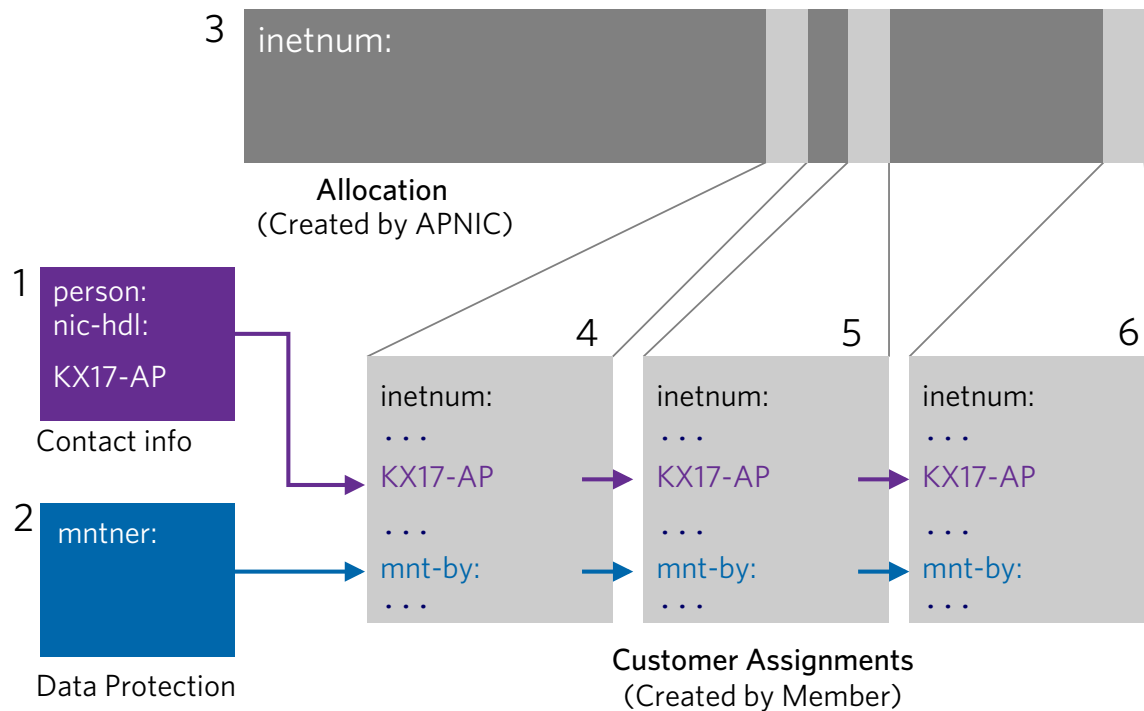 3
inetnum:
Allocation
(Created by APNIC)
1
person:
nic-hdl:
KX17-AP
Contact info
2
mntner:
Data Protection
4
inetnum:
...
KX17-AP
...
mnt-by:
...
5
inetnum:
...
KX17-AP
...
mnt-by:
...
6
inetnum:
...
KX17-AP
...
mnt-by:
...
Customer Assignments
(Created by Member)